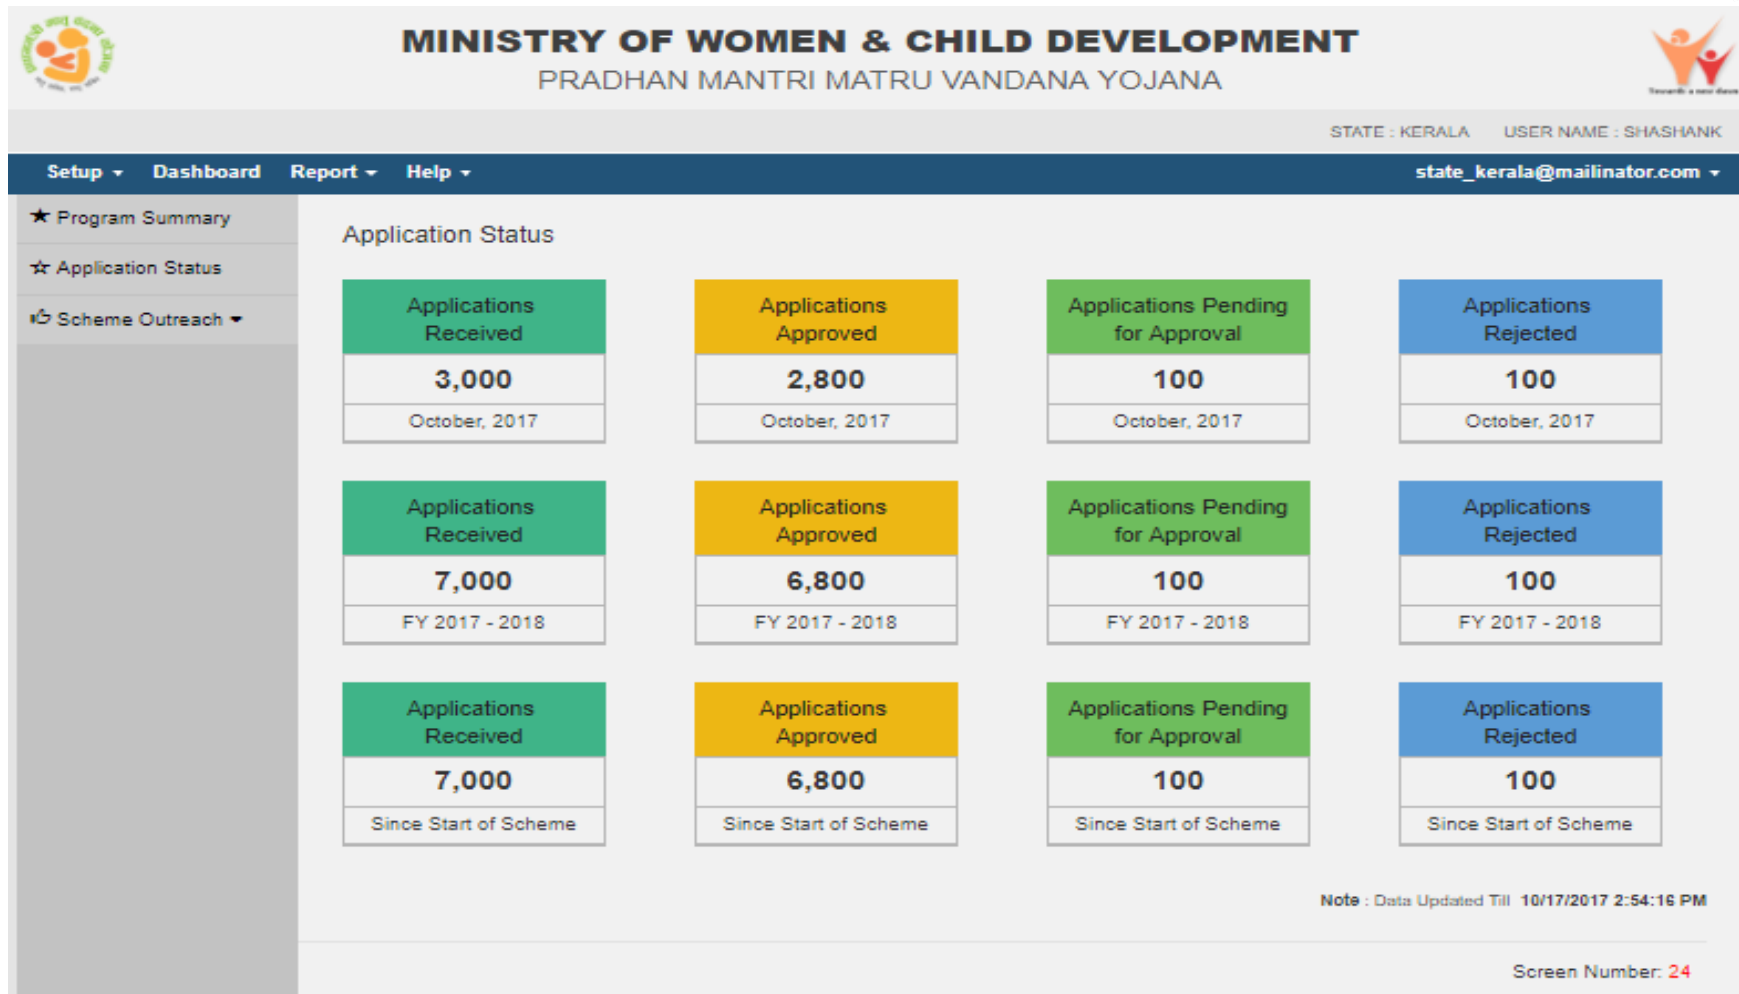 MINISTRY OF WOMEN & CHILD DEVELOPMENT
PRADHAN MANTRI MATRU VANDANA YOJANA
Towards a new dawn
STATE : KERALA USER NAME : SHASHANK
Setup Dashboard Report Help state_kerala@mailinator.com
Program Summary
Application Status
Scheme Outreach
Application Status
Applications Received
3,000
October, 2017
Applications Approved
2,800
October, 2017
Applications Pending for Approval
100
October, 2017
Applications Rejected
100
October, 2017
Applications Received
7,000
FY 2017 - 2018
Applications Approved
6,800
FY 2017 - 2018
Applications Pending for Approval
100
FY 2017 - 2018
Applications Rejected
100
FY 2017 - 2018
Applications Received
7,000
Since Start of Scheme
Applications Approved
6,800
Since Start of Scheme
Applications Pending for Approval
100
Since Start of Scheme
Applications Rejected
100
Since Start of Scheme
Note : Data Updated Till 10/17/2017 2:54:16 PM
Screen Number: 24